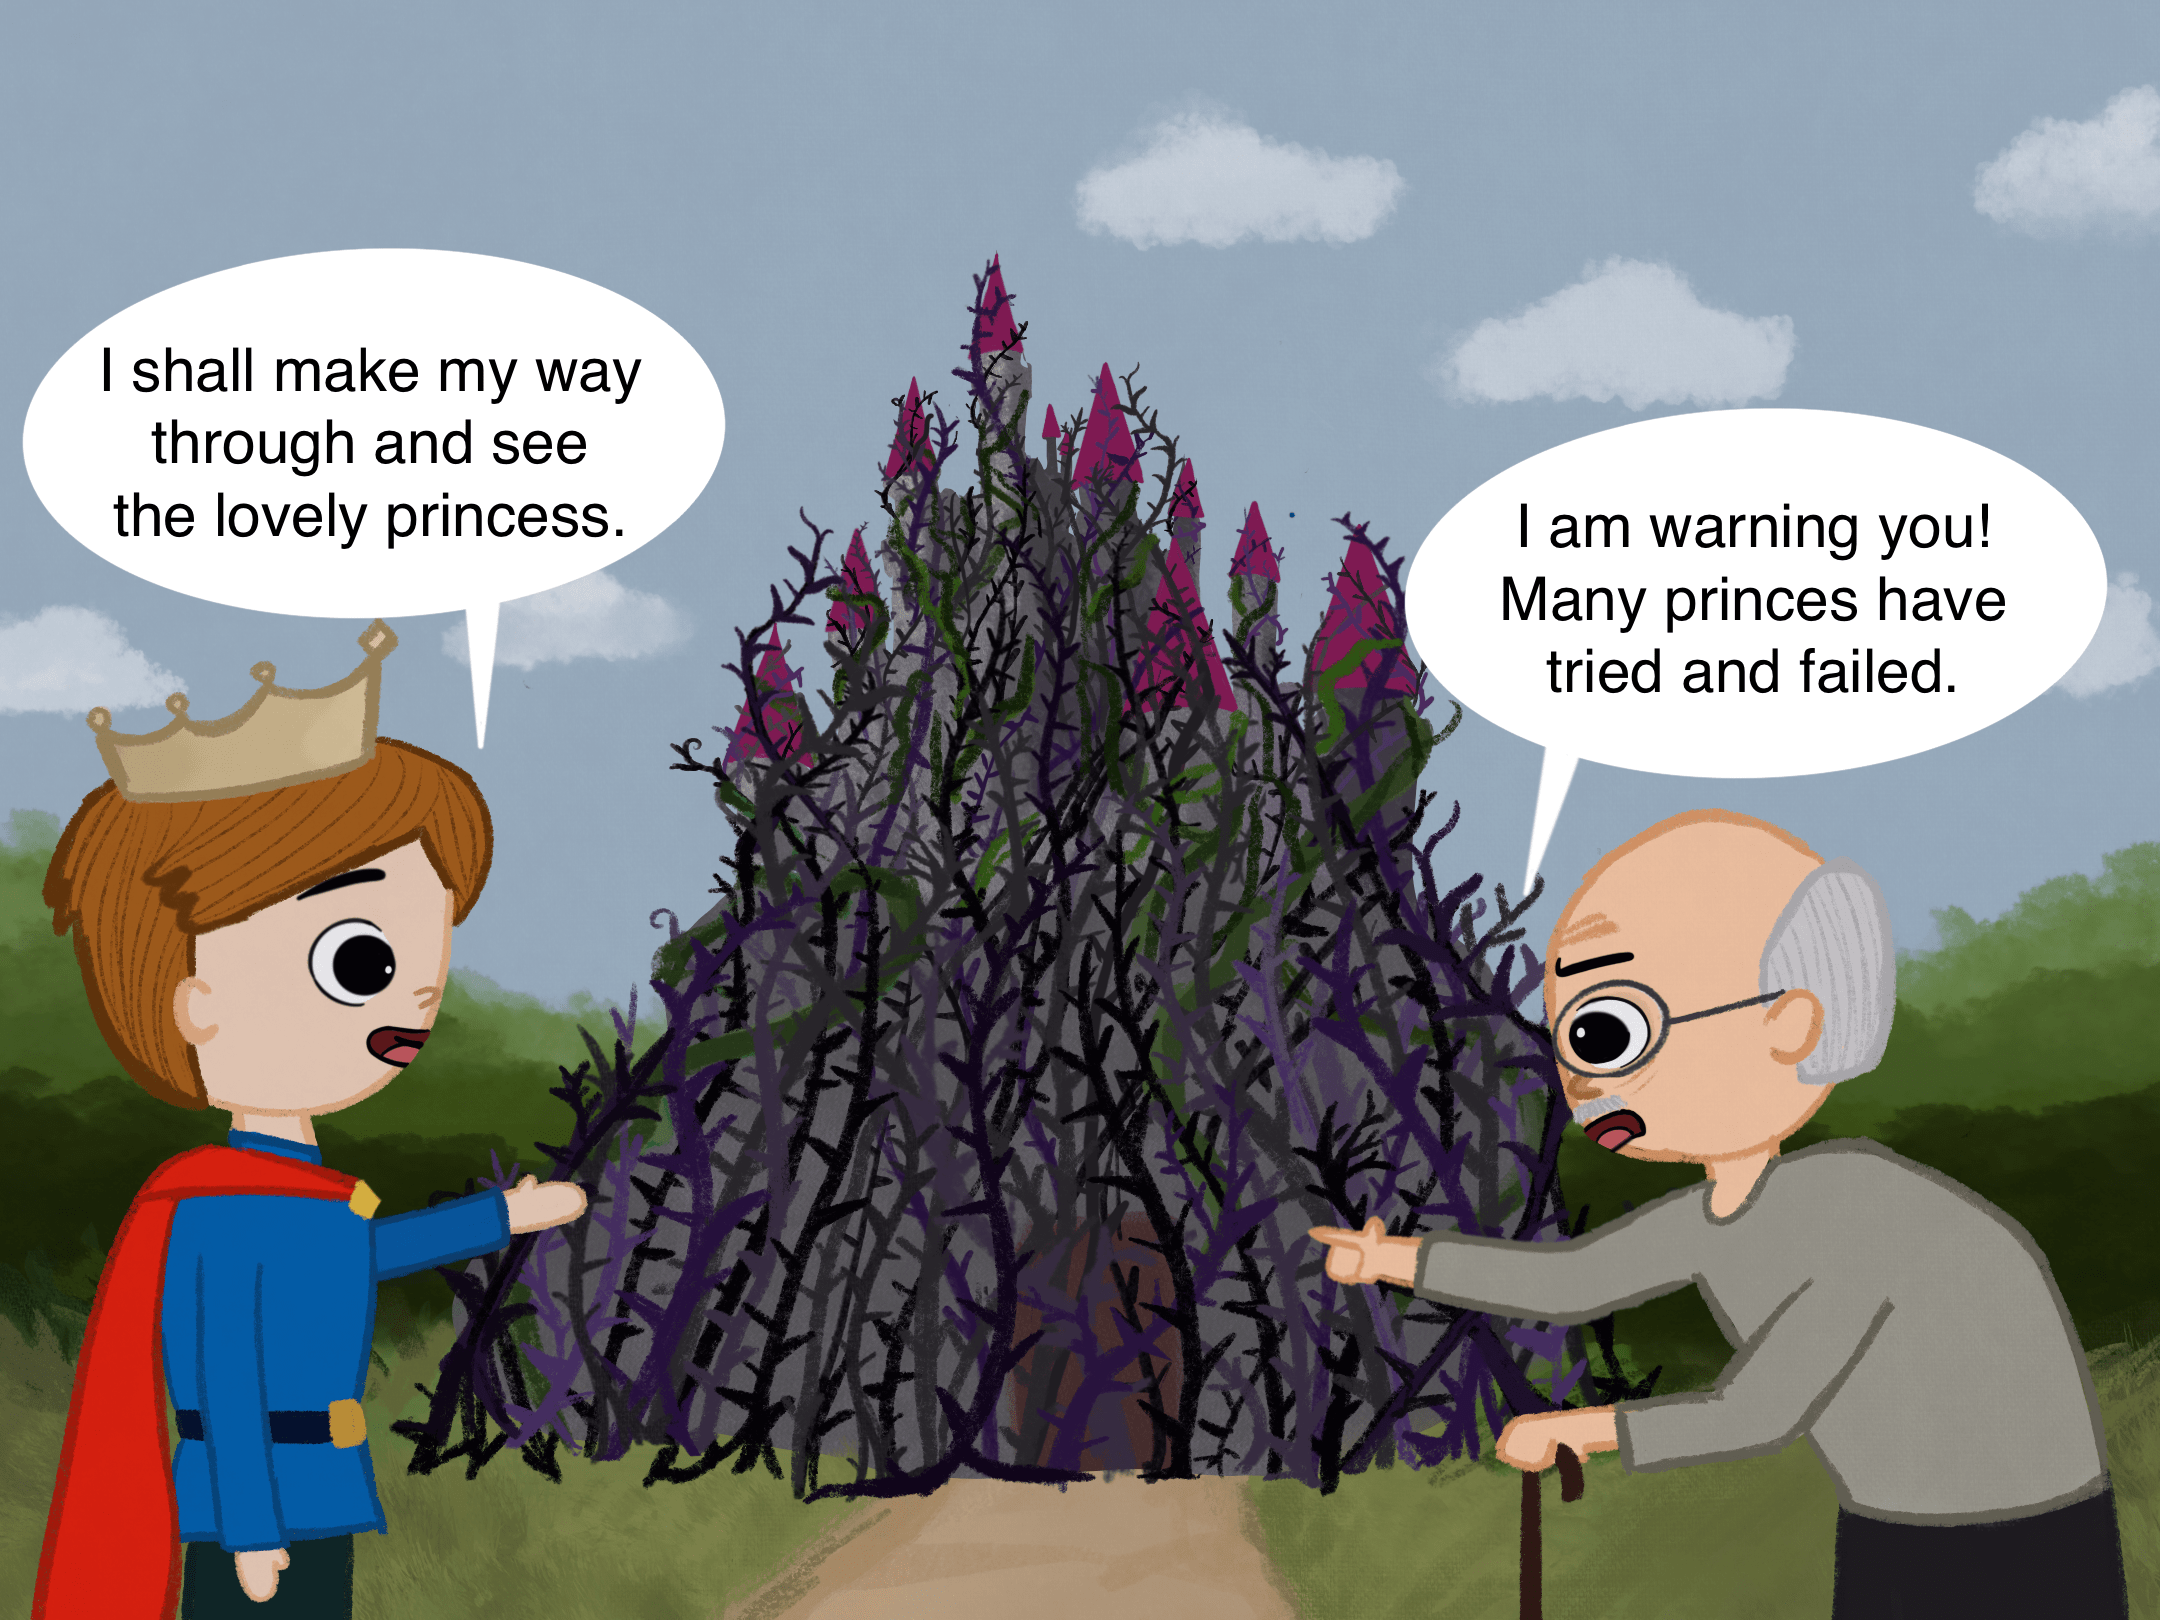 I shall make my way
through and see
the lovely princess.
I am warning you!
Many princes have
tried and failed.